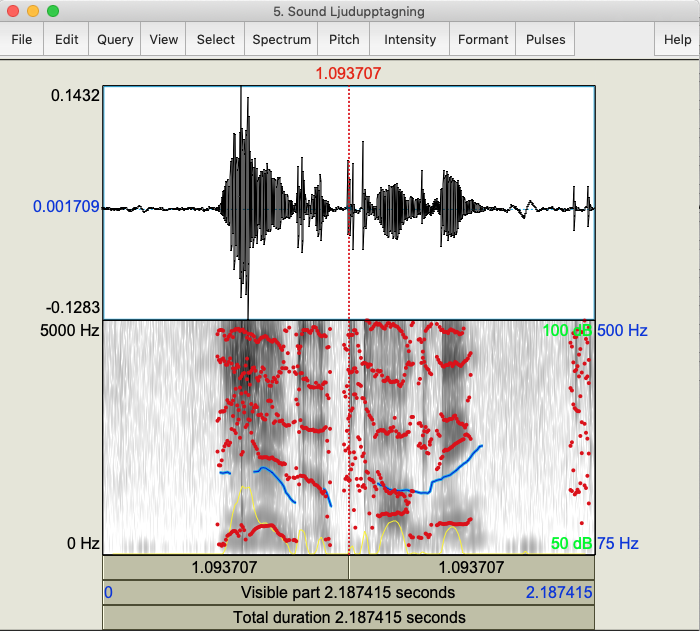 5. Sound Ljudupptagning
File Edit Query View Select Spectrum Pitch Intensity Formant Pulses Help
1.093707
0.1432
0.001709
-0.1283
5000 Hz 100 dB 500 Hz
0 Hz 50 dB 75 Hz
1.093707 1.093707
0 Visible part 2.187415 seconds 2.187415
Total duration 2.187415 seconds